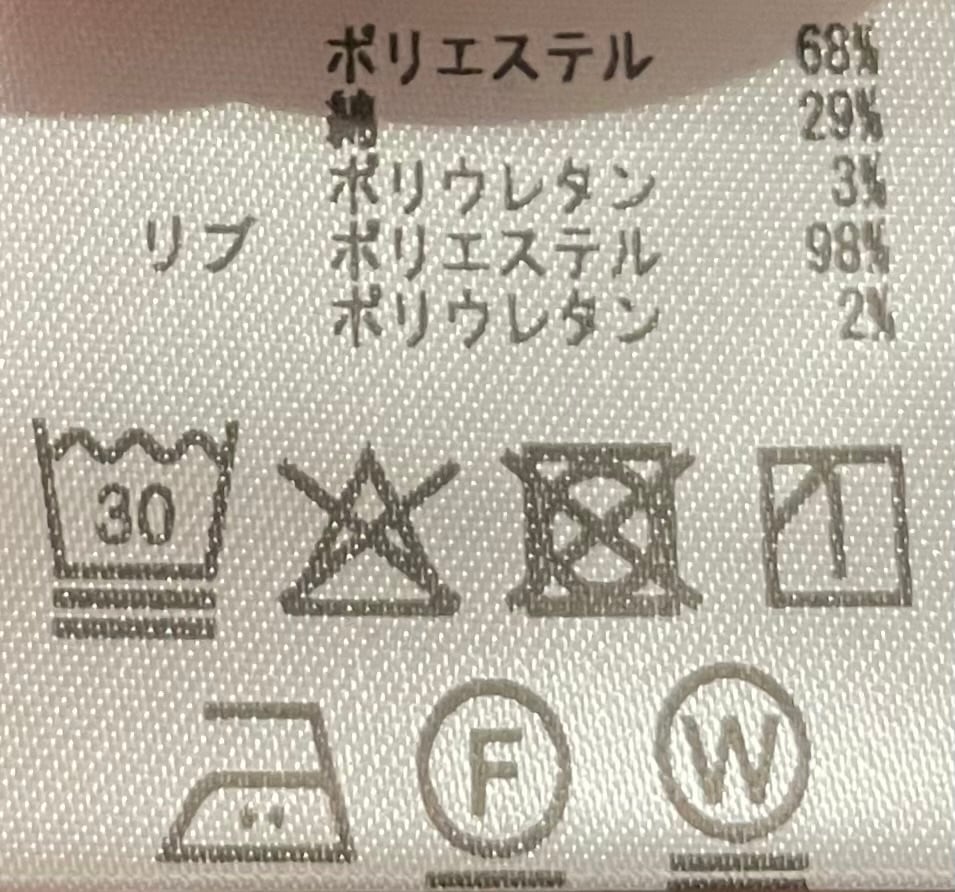 ポリエステル 68%
綿 29%
ポリウレタン 3%
リブ ポリエステル 98%
ポリウレタン 2%
30
F W